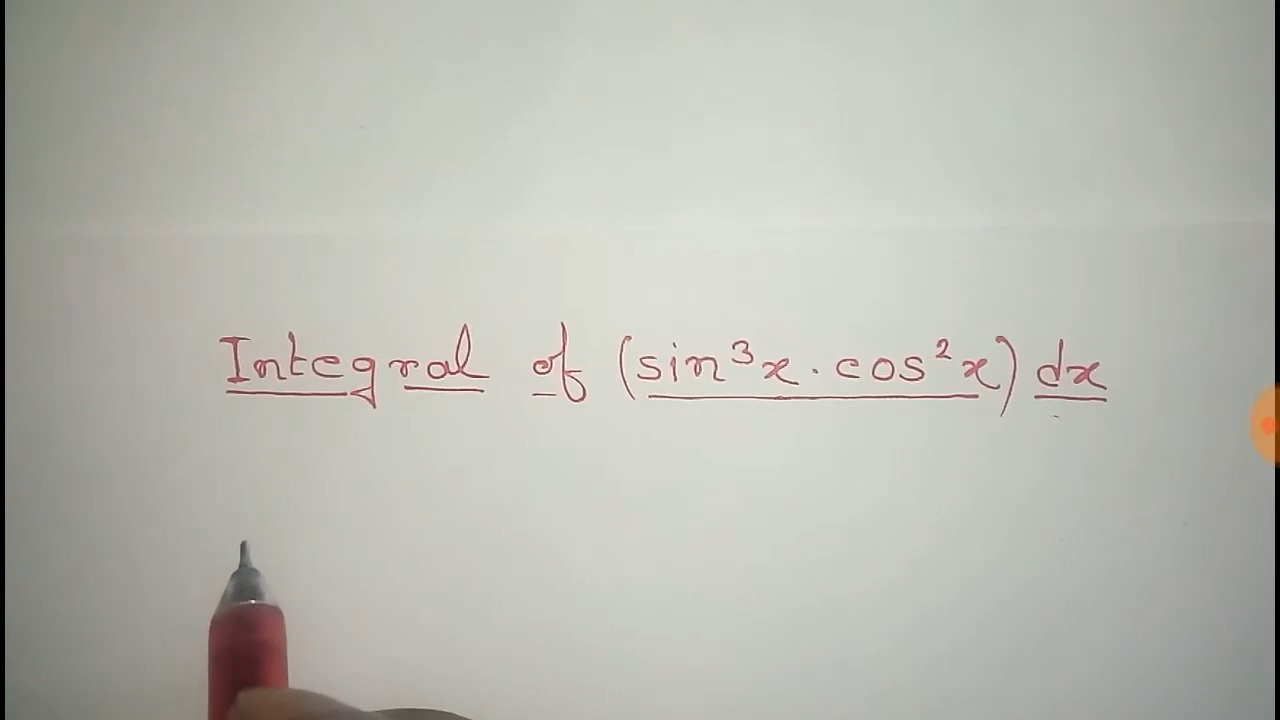 Integral of (sin³x . cos²x) dx